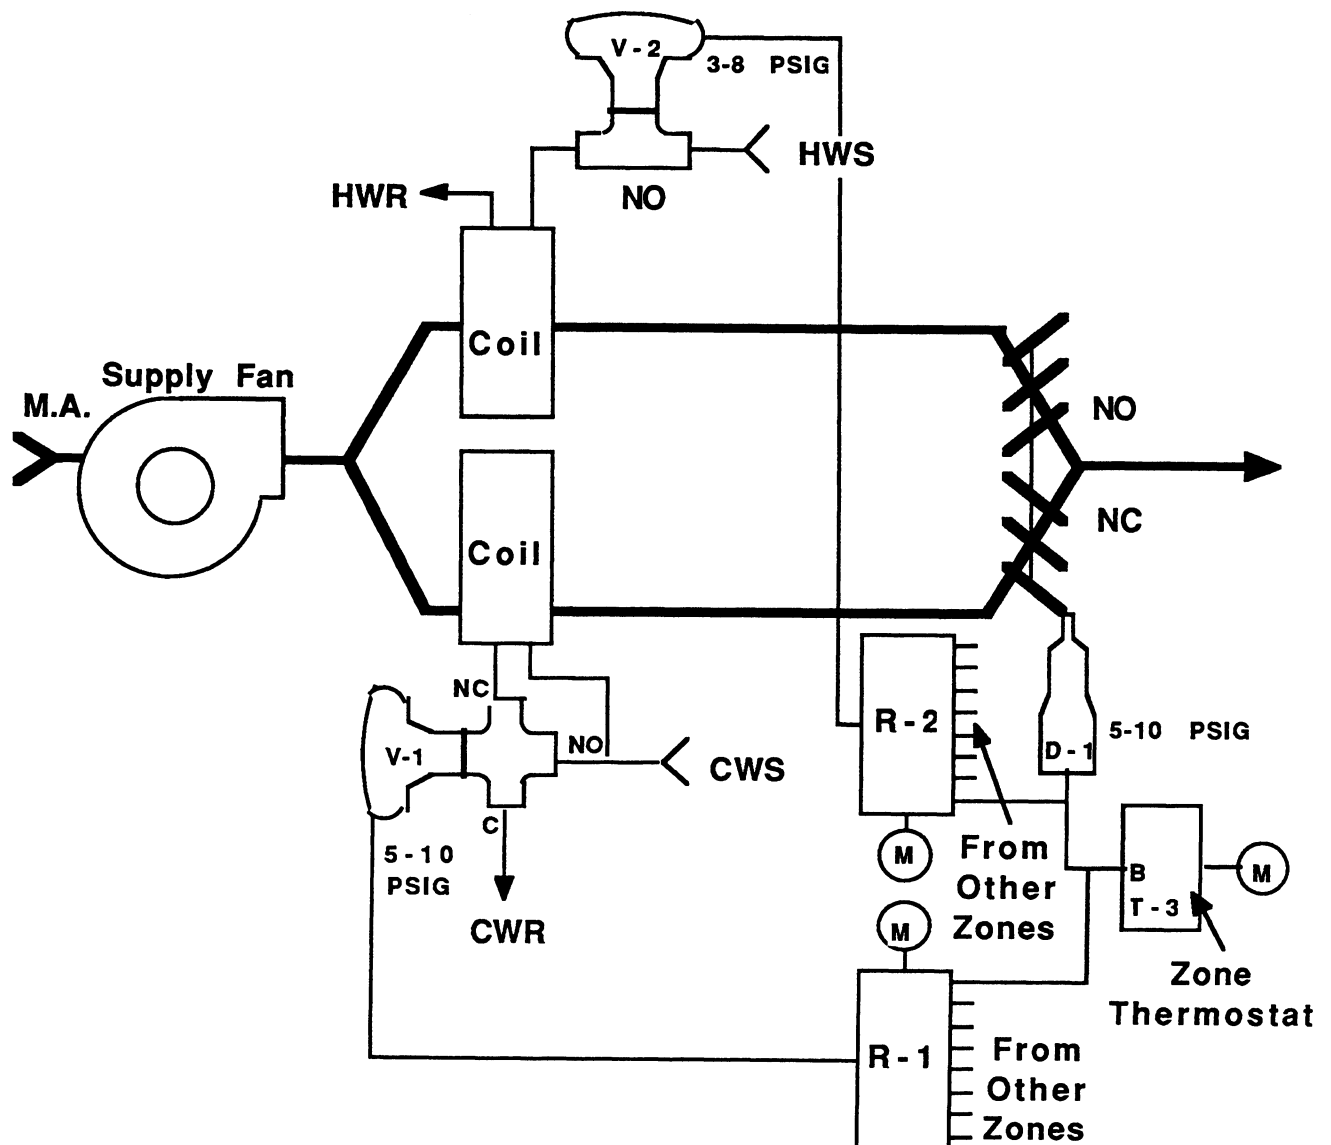 V-2
3-8 PSIG
HWS
HWR
NO
Coil
Supply Fan
M.A.
NO
Coil
NC
NC
R-2
5-10 PSIG
V-1
NO
D-1
CWS
C
5-10
PSIG
M
From
Other
Zones
B
T-3
M
CWR
M
Zone
Thermostat
R-1
From
Other
Zones